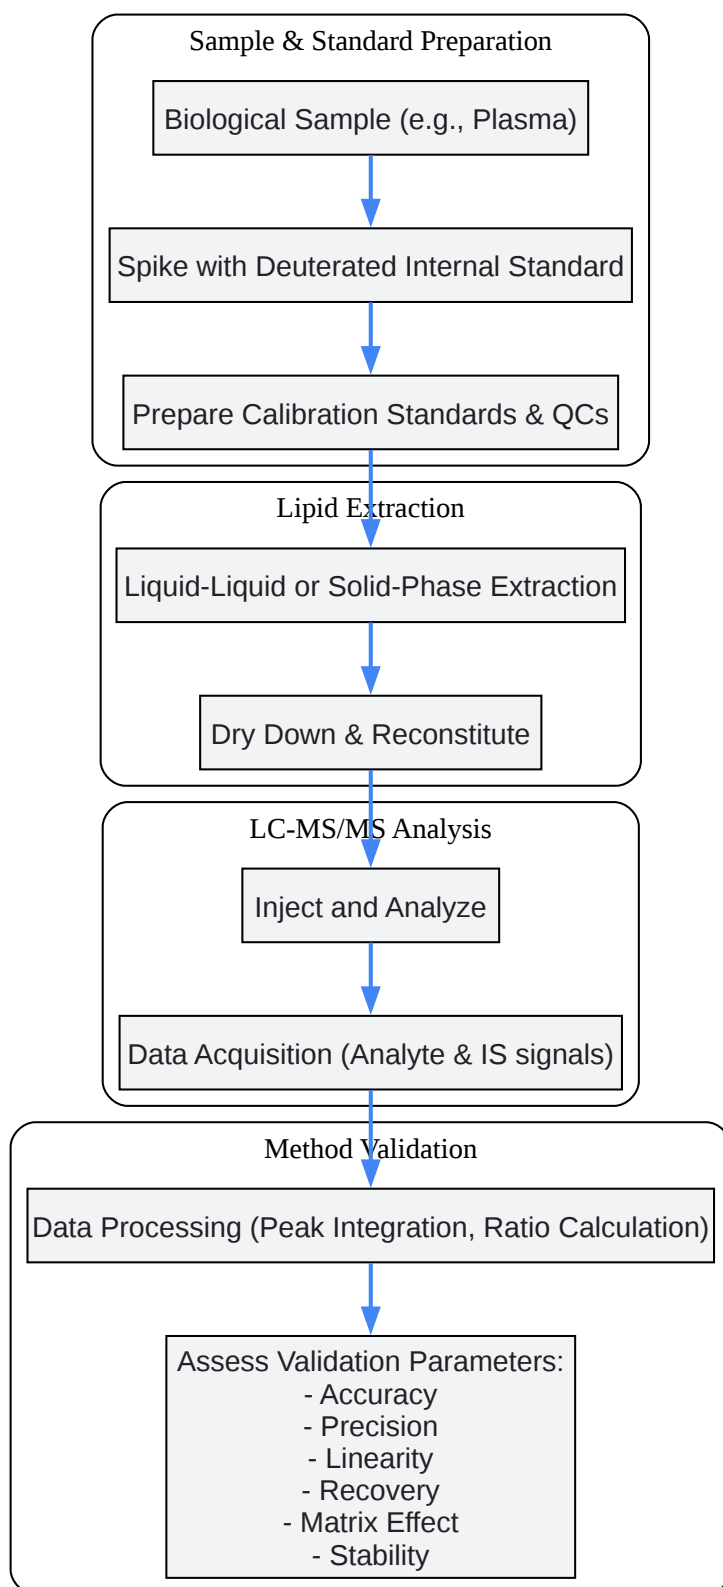 Sample & Standard Preparation
Biological Sample (e.g., Plasma)
Spike with Deuterated Internal Standard
Prepare Calibration Standards & QCs
Lipid Extraction
Liquid-Liquid or Solid-Phase Extraction
Dry Down & Reconstitute
LC-MS/MS Analysis
Inject and Analyze
Data Acquisition (Analyte & IS signals)
Method Validation
Data Processing (Peak Integration, Ratio Calculation)
Assess Validation Parameters:
- Accuracy
- Precision
- Linearity
- Recovery
- Matrix Effect
- Stability